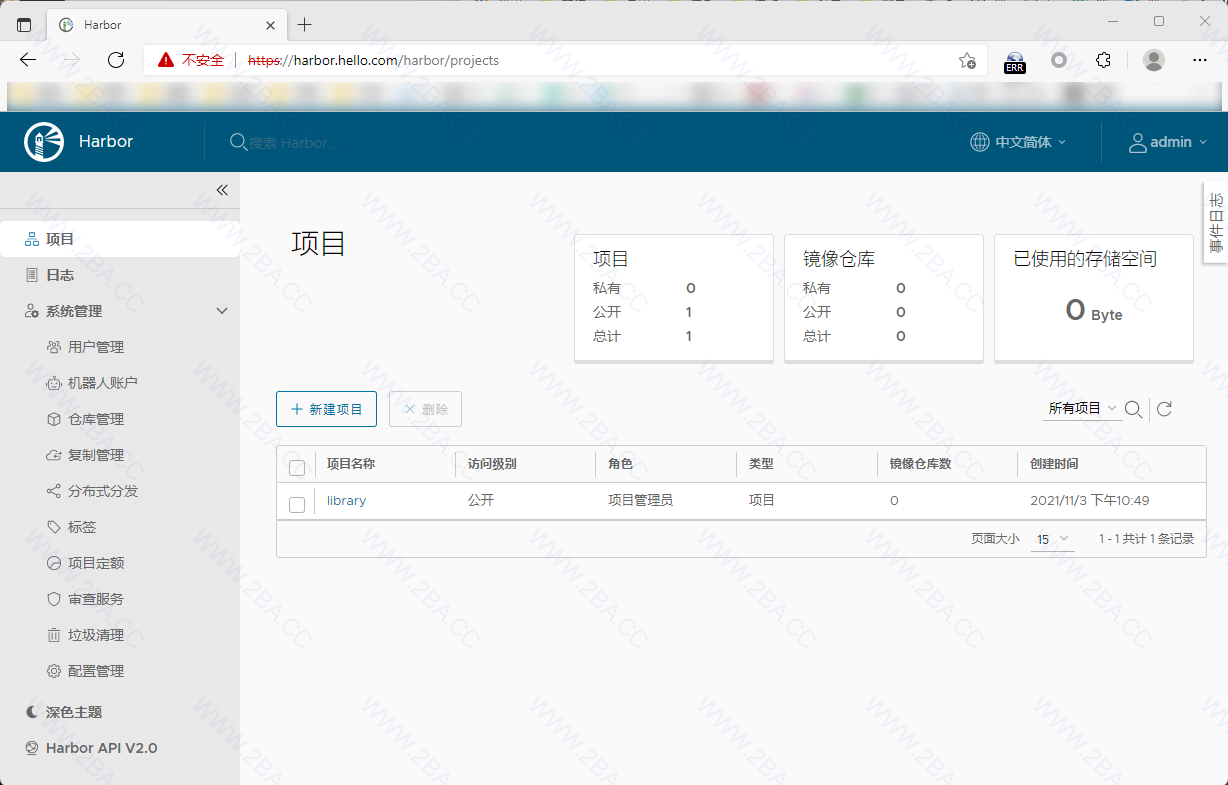 Harbor
不安全 https://harbor.hello.com/harbor/projects
ERR
Harbor
搜索 Harbor...
中文简体
admin
事件日志
项目
日志
系统管理
用户管理
机器人账户
仓库管理
复制管理
分布式分发
标签
项目定额
审查服务
垃圾清理
配置管理
深色主题
Harbor API V2.0
项目
项目
私有 0
公开 1
总计 1
镜像仓库
私有 0
公开 0
总计 0
已使用的存储空间
0 Byte
新建项目
删除
所有项目
项目名称 访问级别 角色 类型 镜像仓库数 创建时间
library 公开 项目管理员 项目 0 2021/11/3 下午10:49
页面大小 15 1 - 1 共计 1 条记录
WWW.2BA.CC